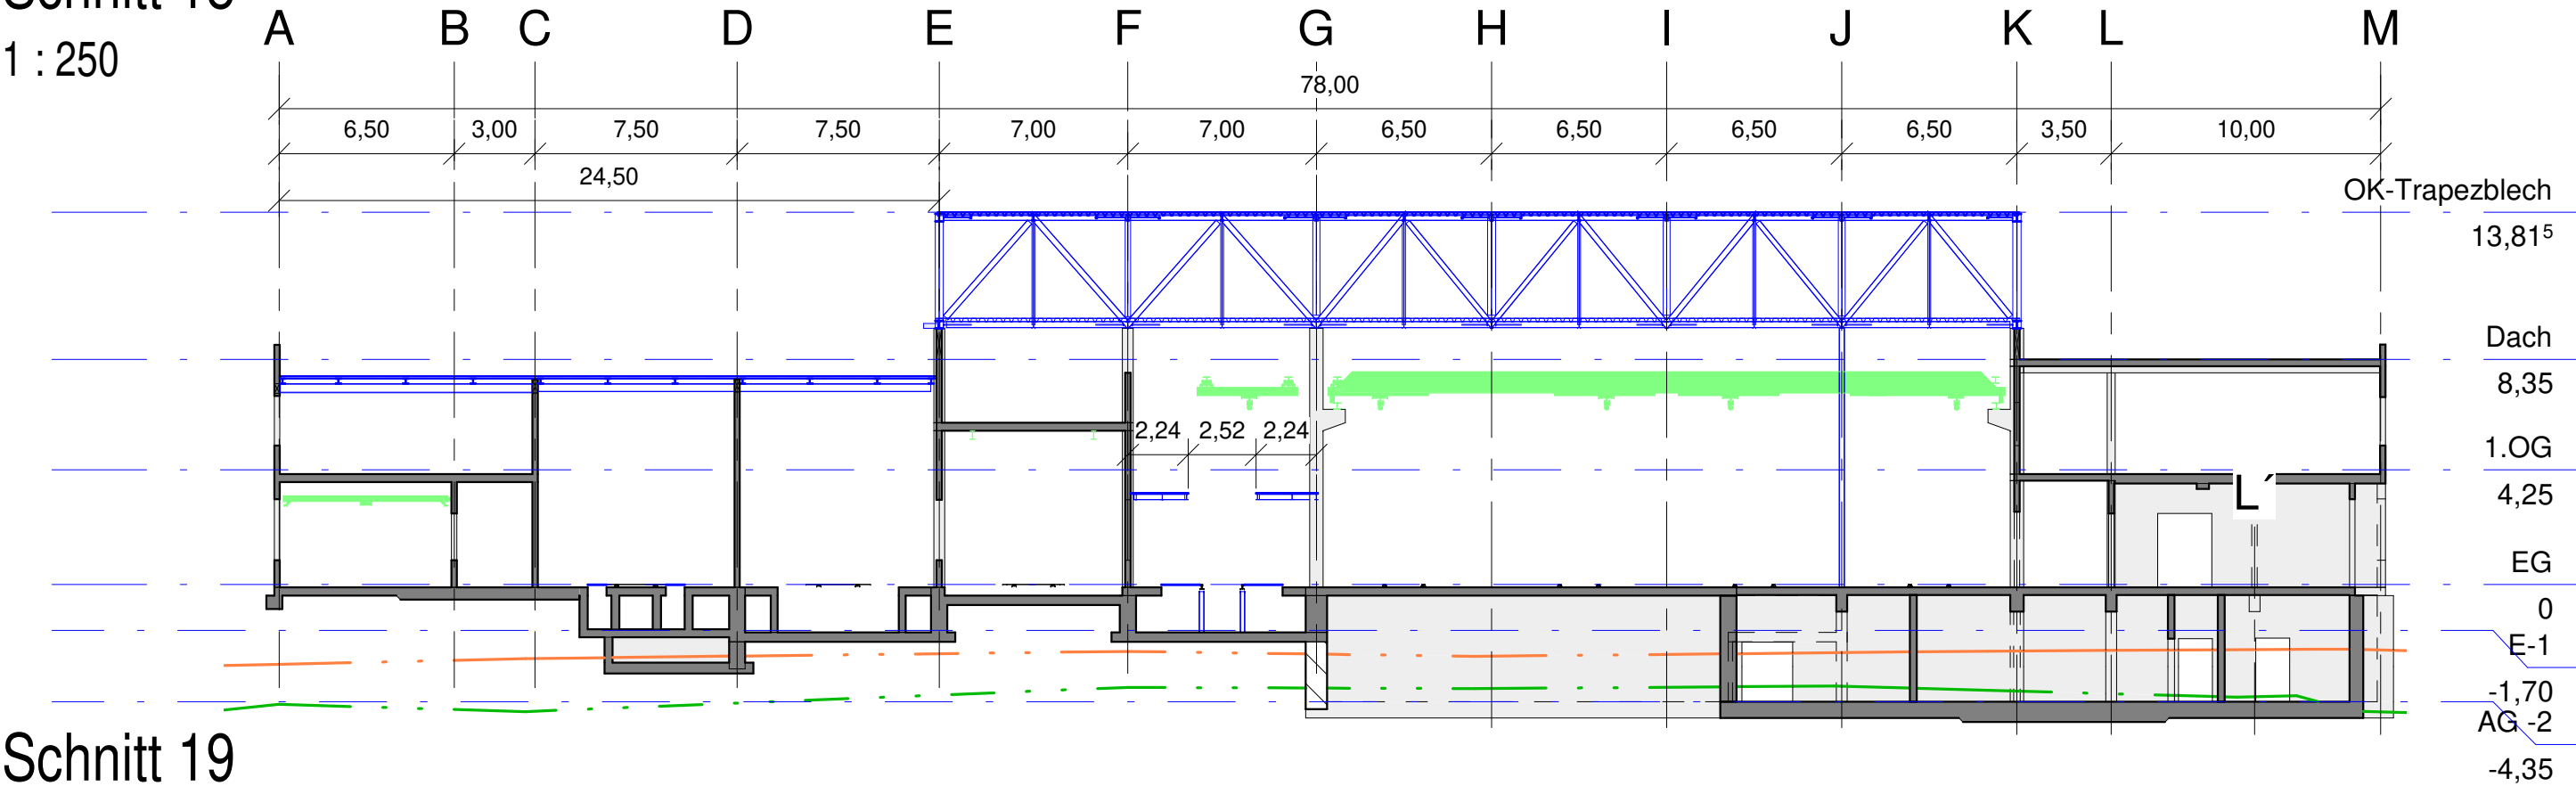 A B C D E F G H I J K L M
1 : 250
78,00
6,50 3,00 7,50 7,50 7,00 7,00 6,50 6,50 6,50 6,50 3,50 10,00
24,50
OK-Trapezblech
13,81⁵
Dach
8,35
2,24 2,52 2,24
1.OG
L´
4,25
EG
0
E-1
-1,70
AG -2
Schnitt 19
-4,35